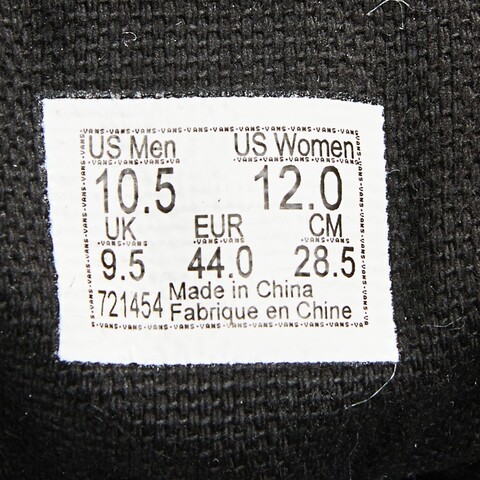 US Men US Women
10.5 12.0
UK EUR CM
9.5 44.0 28.5
721454 Made in China
Fabrique en Chine